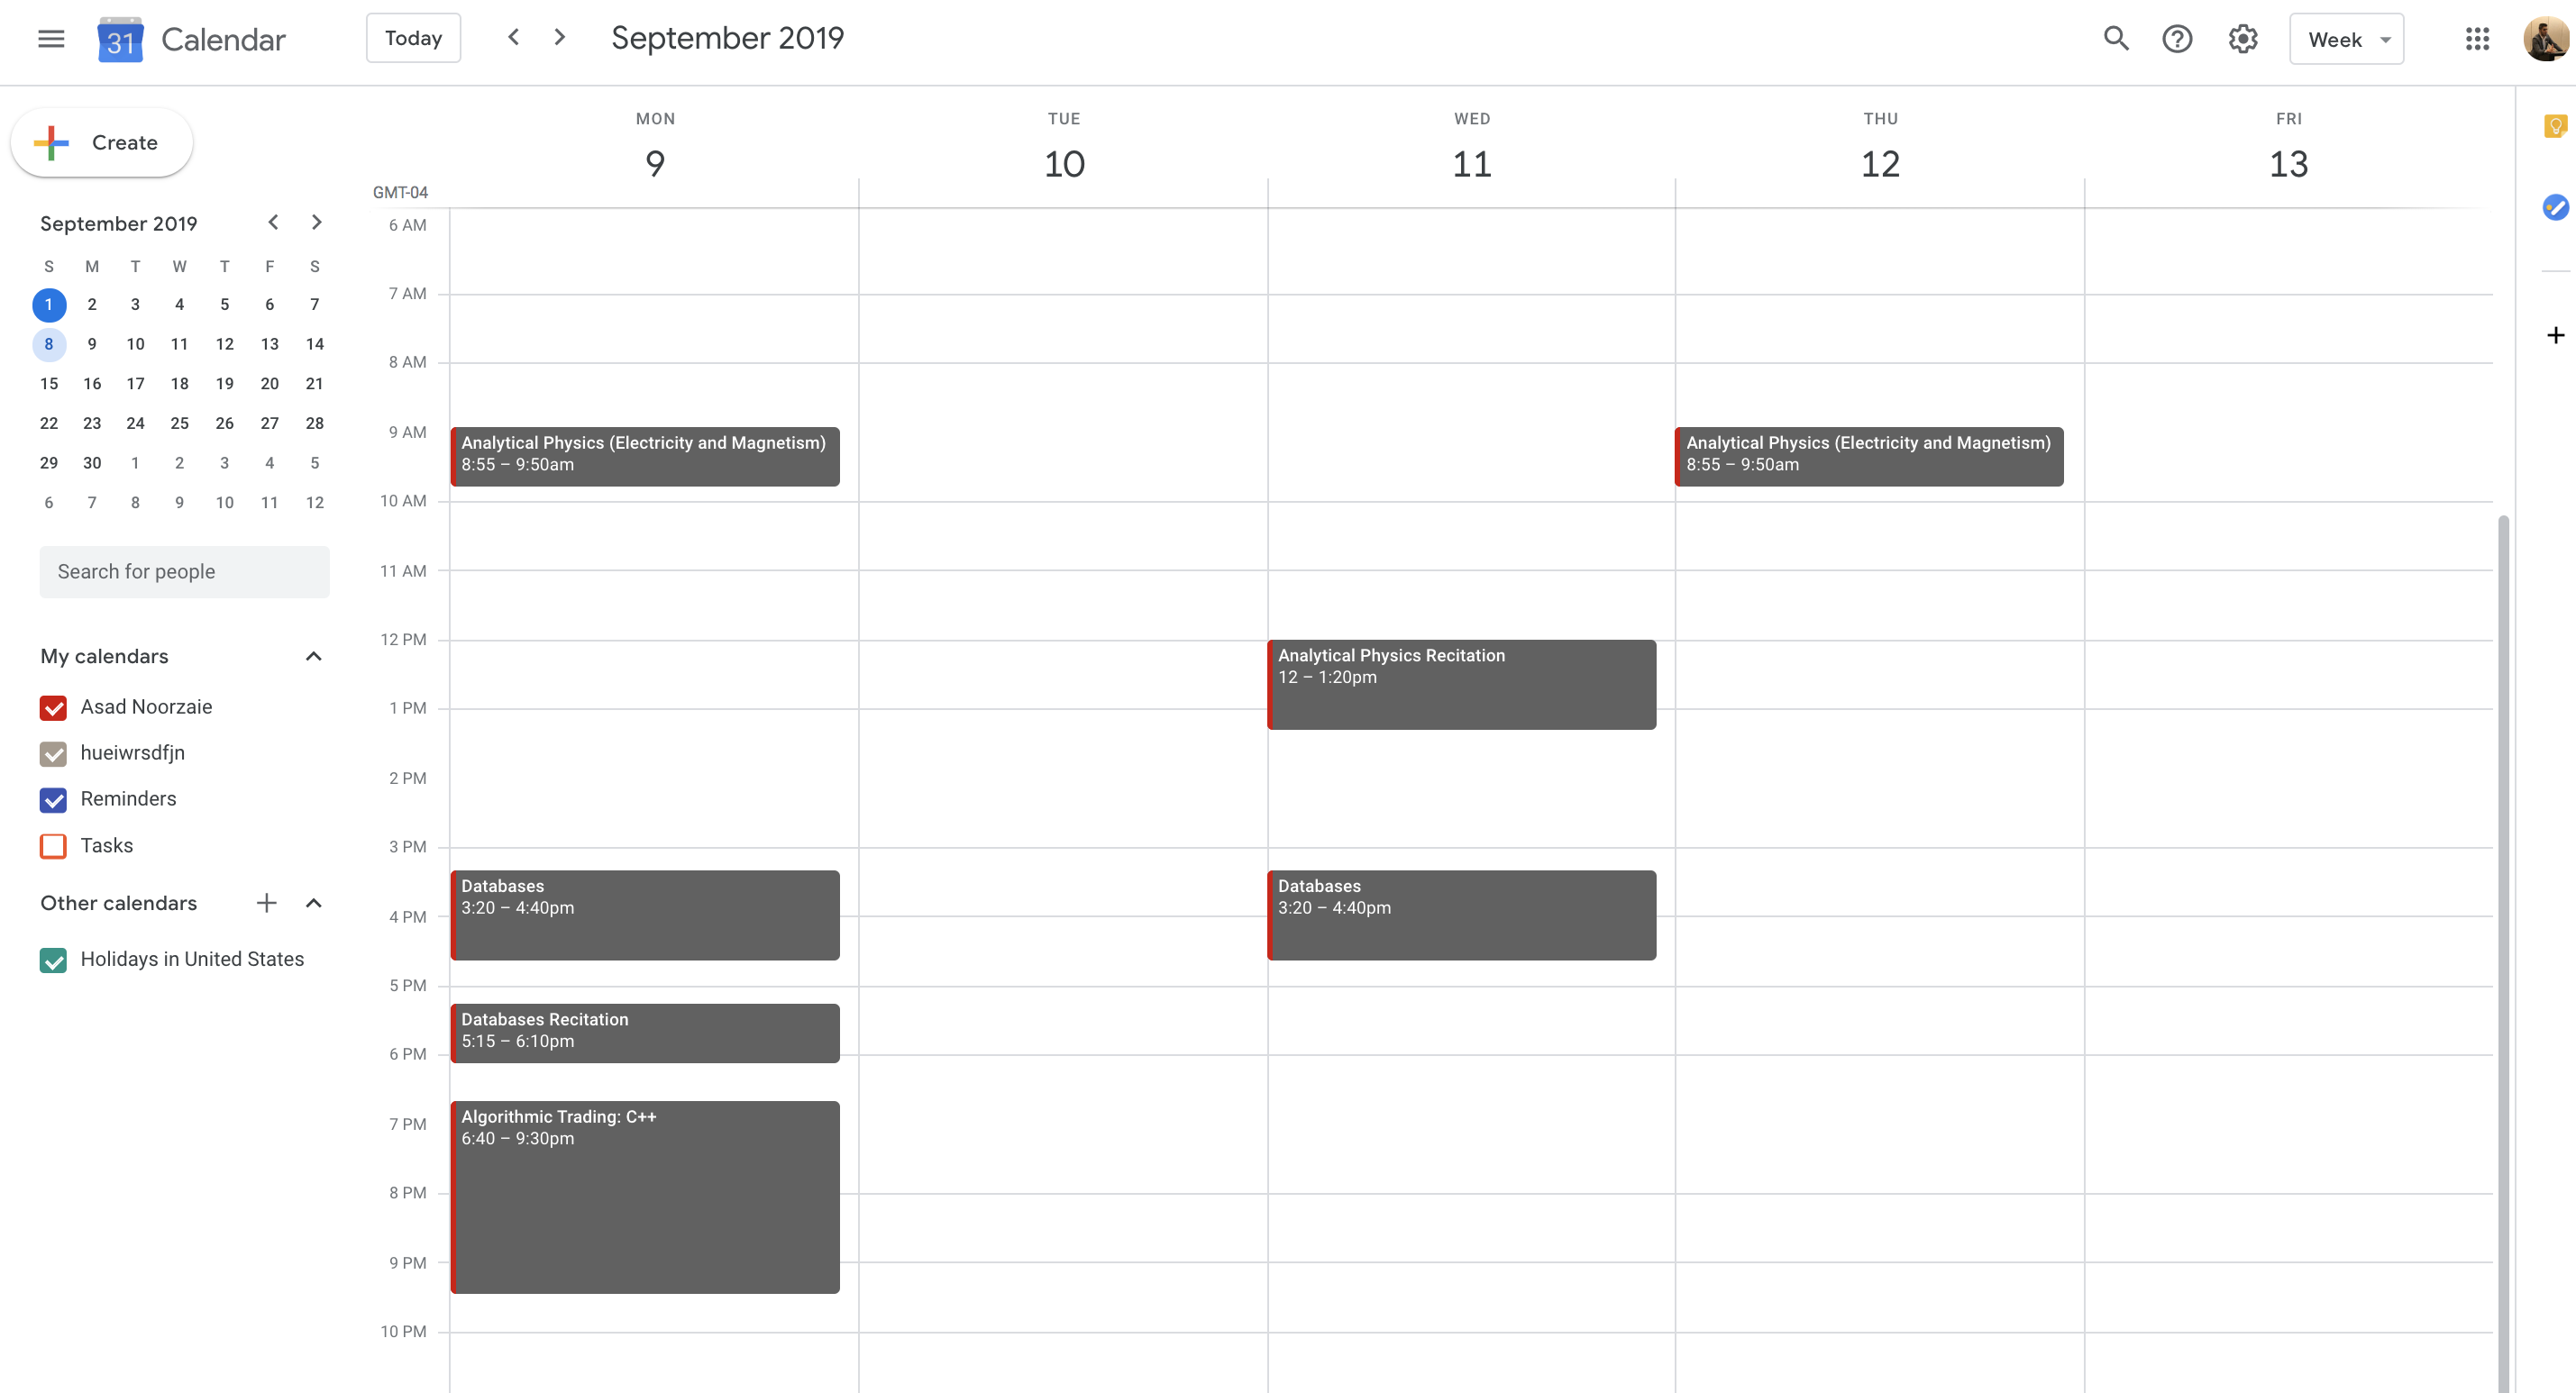 31 Calendar
Today
September 2019
Week
Create
September 2019
S M T W T F S
1 2 3 4 5 6 7
8 9 10 11 12 13 14
15 16 17 18 19 20 21
22 23 24 25 26 27 28
29 30 1 2 3 4 5
6 7 8 9 10 11 12
Search for people
My calendars
Asad Noorzaie
hueiwrsdfjn
Reminders
Tasks
Other calendars
Holidays in United States
MON TUE WED THU FRI
9 10 11 12 13
GMT-04
6 AM
7 AM
8 AM
9 AM
10 AM
11 AM
12 PM
1 PM
2 PM
3 PM
4 PM
5 PM
6 PM
7 PM
8 PM
9 PM
10 PM
Analytical Physics (Electricity and Magnetism)
8:55 – 9:50am
Databases
3:20 – 4:40pm
Databases Recitation
5:15 – 6:10pm
Algorithmic Trading: C++
6:40 – 9:30pm
Analytical Physics Recitation
12 – 1:20pm
Databases
3:20 – 4:40pm
Analytical Physics (Electricity and Magnetism)
8:55 – 9:50am